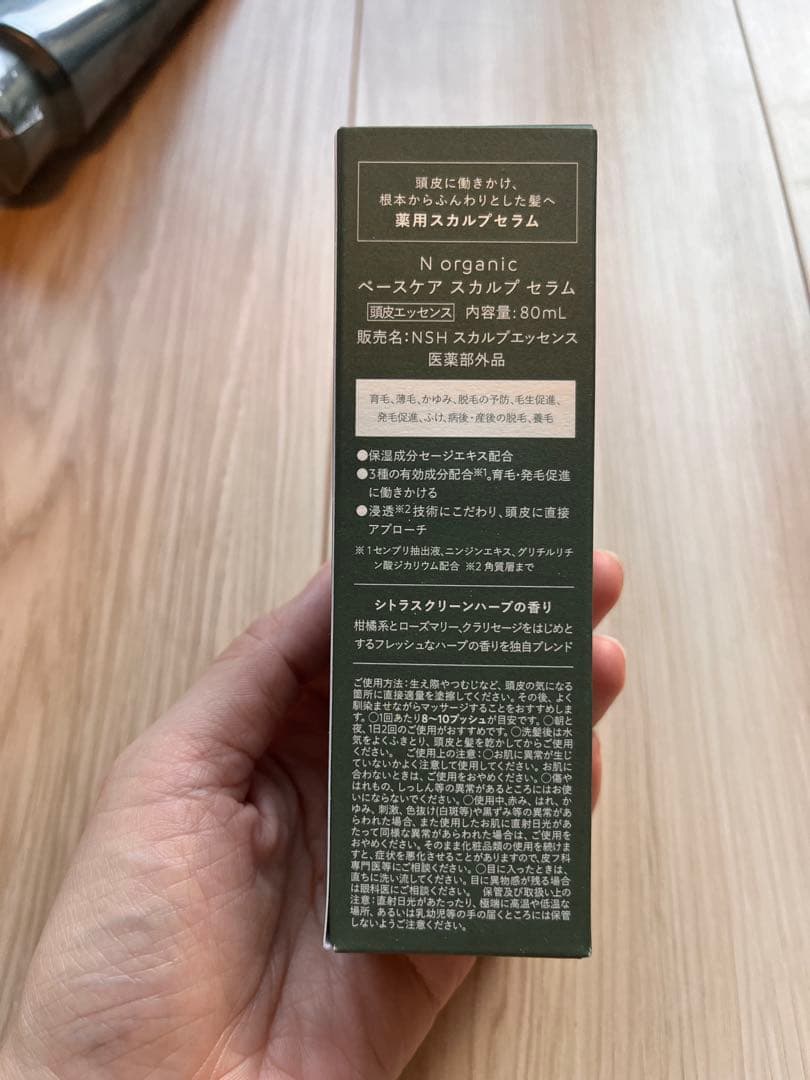 頭皮に働きかけ、
根本からふんわりとした髪へ
薬用スカルプセラム
N organic
ベースケア スカルプ セラム
頭皮エッセンス 内容量:80mL
販売名:NSH スカルプエッセンス
医薬部外品
育毛、薄毛、かゆみ、脱毛の予防、毛生促進、
発毛促進、ふけ、病後・産後の脱毛、養毛
●保湿成分セージエキス配合
●3種の有効成分配合※1。育毛・発毛促進
に働きかける
●浸透※2技術にこだわり、頭皮に直接
アプローチ
※1センブリ抽出液、ニンジンエキス、グリチルリチ
ン酸ジカリウム配合 ※2 角質層まで
シトラスクリーンハーブの香り
柑橘系とローズマリー、クラリセージをはじめと
するフレッシュなハーブの香りを独自ブレンド
ご使用方法:生え際やつむじなど、頭皮の気になる
箇所に直接適量を塗擦してください。その後、よく
馴染ませながらマッサージすることをおすすめしま
す。○1回あたり8〜10プッシュが目安です。○朝と
夜、1日2回のご使用がおすすめです。○洗髪後は水
気をよくふきとり、頭皮と髪を乾かしてからご使用
ください。 ご使用上の注意:○お肌に異常が生じ
ていないかよく注意して使用してください。お肌に
合わないときは、ご使用をおやめください。○傷や
はれもの、しっしん等の異常があるところにはお使
いにならないでください。○使用中、赤み、はれ、か
ゆみ、刺激、色抜け(白斑等)や黒ずみ等の異常があ
らわれた場合、また使用したお肌に直射日光があ
たって同様な異常があらわれた場合は、ご使用を
おやめください。そのまま化粧品類の使用を続けま
すと、症状を悪化させることがありますので、皮フ科
専門医等にご相談ください。○目に入ったときは、
直ちに洗い流してください。目に異物感が残る場合
は眼科医にご相談ください。 保管及び取扱い上の
注意:直射日光があたったり、極端に高温や低温な
場所、あるいは乳幼児等の手の届くところには保管
しないようご注意ください。